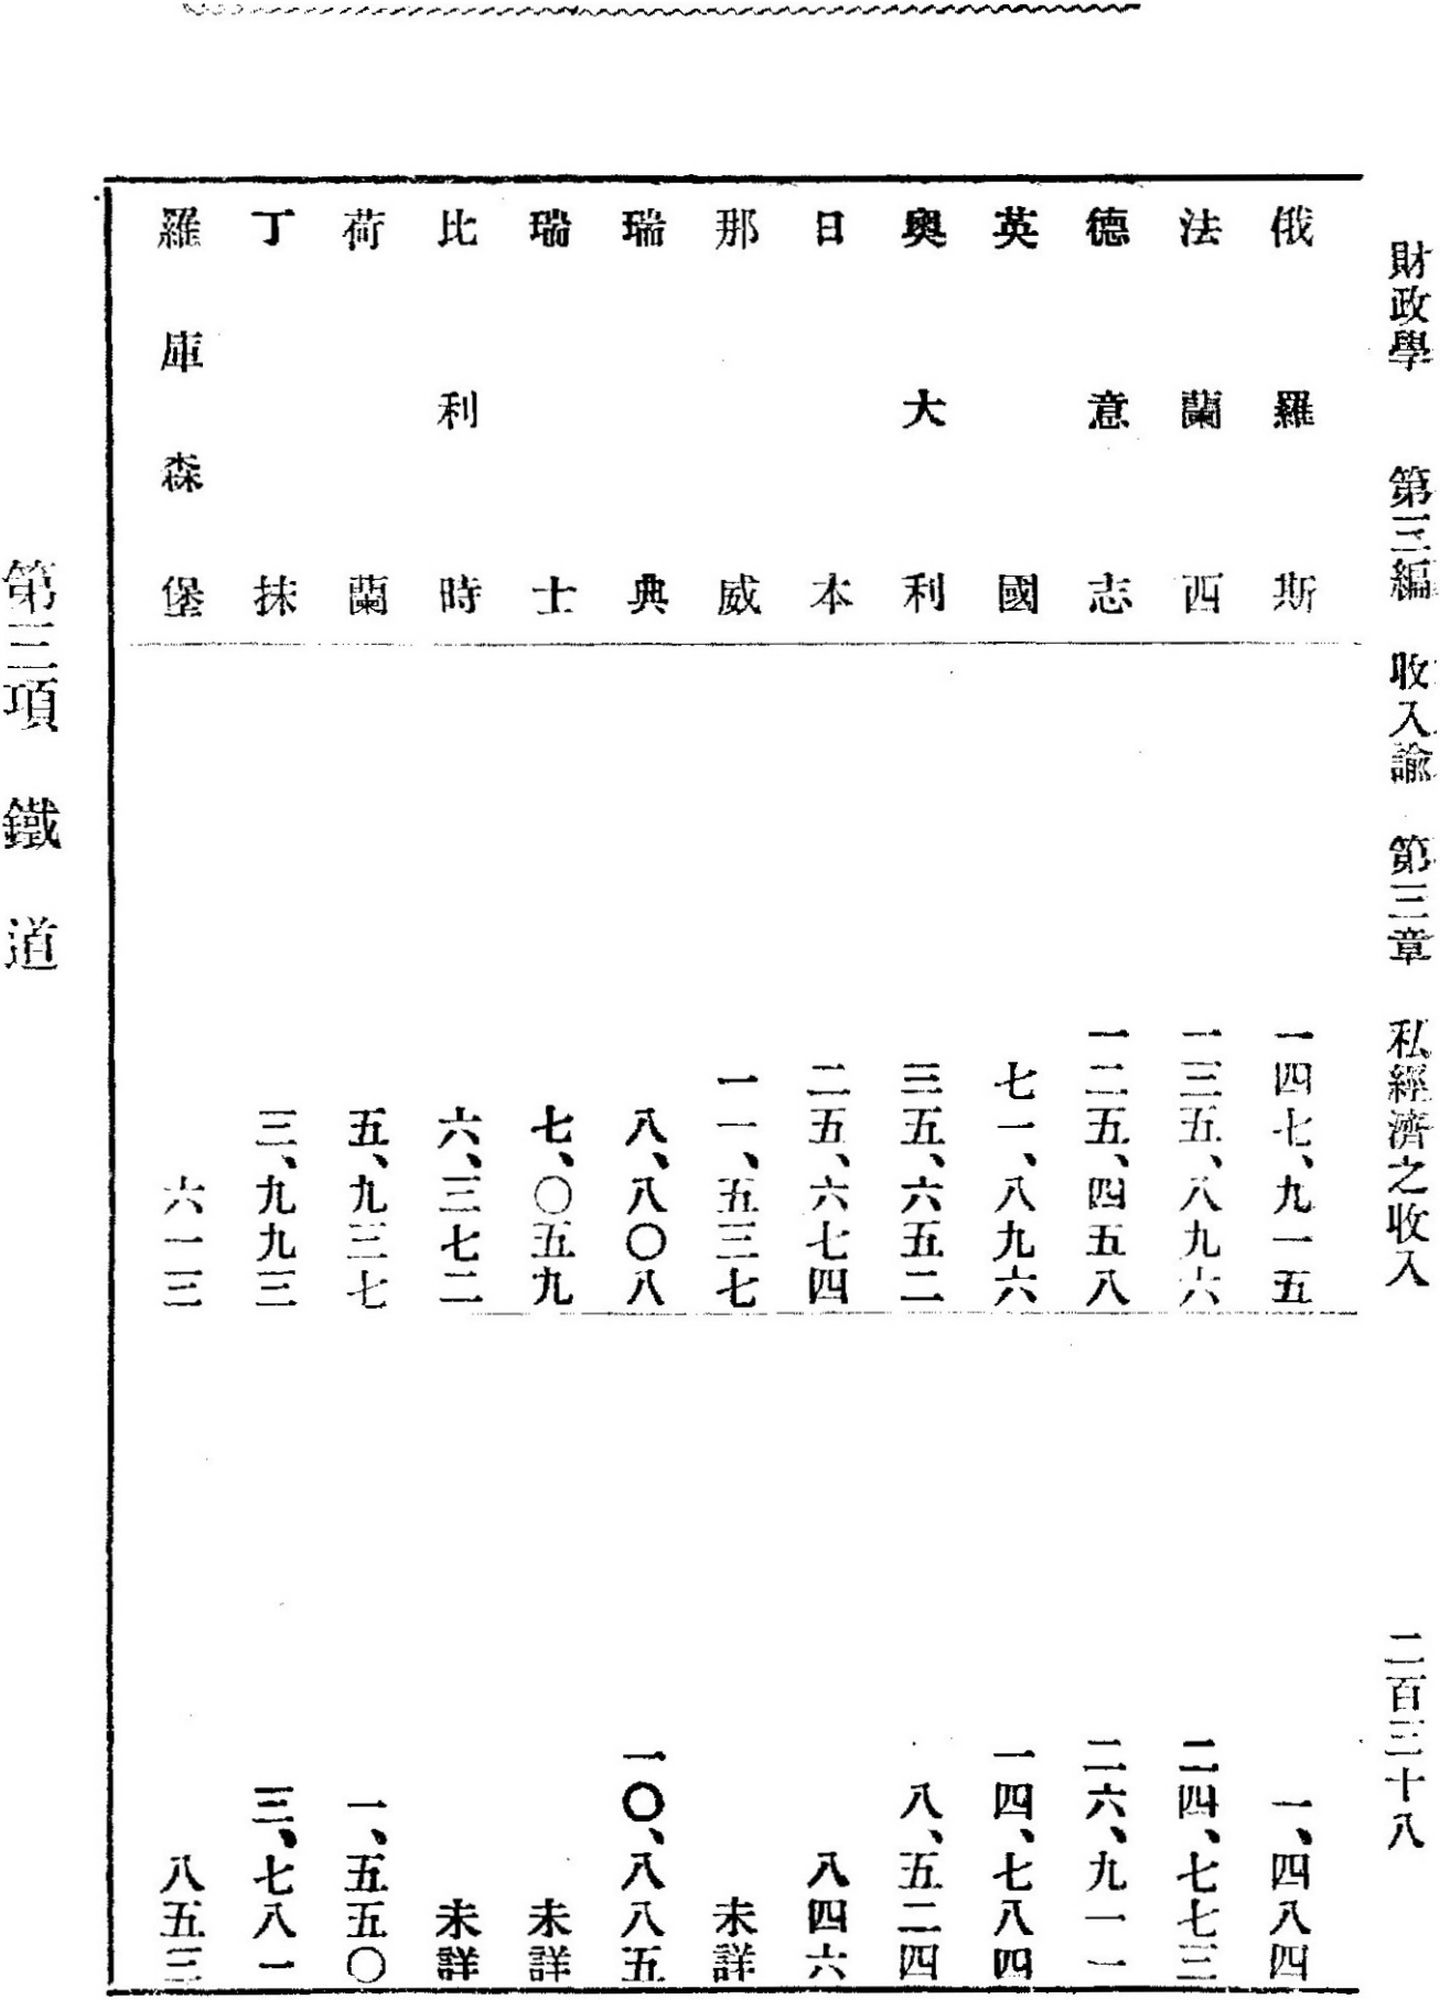 財政學 第三編 收入論 第三章 私經濟之收入 二百三十八
俄羅斯 一四七、九一五 一、四八四
法蘭西 一三五、八九六 二四、七七三
德意志 一二五、四五八 二六、九一一
英國 七一、八九六 一四、七八四
奧大利 三五、六五二 八、五二四
日本 二五、六七四 八四六
那威 一一、五三七 未詳
瑞典 八、八〇八 一〇、八八五
瑞士 七、〇五九 未詳
比利時 六、三七二 未詳
荷蘭 五、九三七 一、五五〇
丁抹 三、九九三 三、七八一
羅庫森堡 六一三 八五三
第三項 鐵道